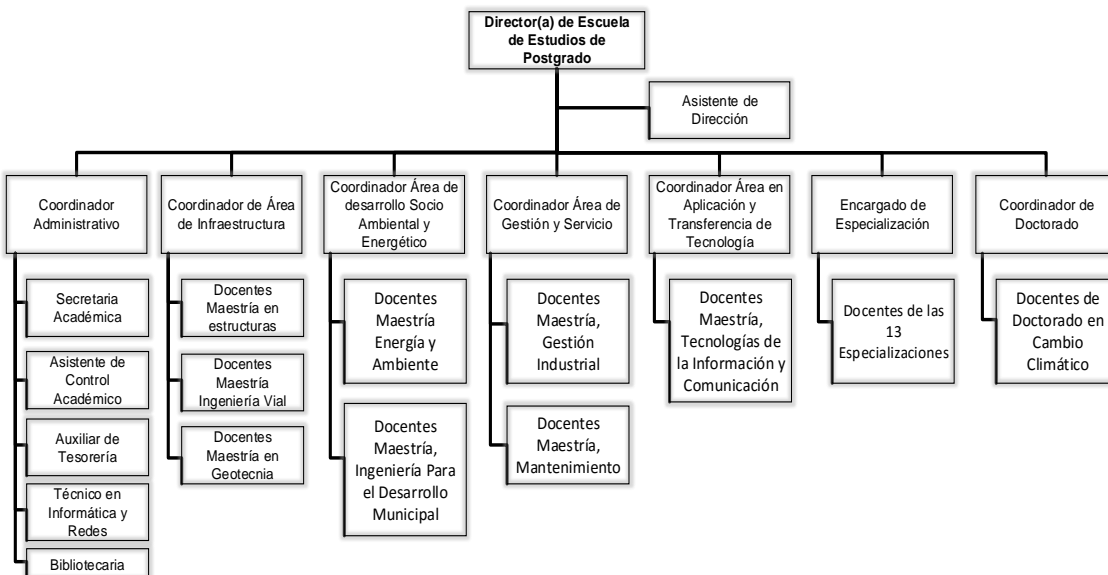 Director(a) de Escuela
de Estudios de
Postgrado
Asistente de
Dirección
Coordinador
Administrativo
Coordinador de Área
de Infraestructura
Coordinador Área de
desarrollo Socio
Ambiental y
Energético
Coordinador Área de
Gestión y Servicio
Coordinador Área en
Aplicación y
Transferencia de
Tecnología
Encargado de
Especialización
Coordinador de
Doctorado
Secretaria
Académica
Asistente de
Control
Académico
Auxiliar de
Tesorería
Técnico en
Informática y
Redes
Bibliotecaria
Docentes
Maestría en
estructuras
Docentes
Maestría
Ingeniería Vial
Docentes
Maestría en
Geotecnia
Docentes
Maestría
Energía y
Ambiente
Docentes
Maestría,
Ingeniería Para
el Desarrollo
Municipal
Docentes
Maestría,
Gestión
Industrial
Docentes
Maestría,
Mantenimiento
Docentes
Maestría,
Tecnologías de
la Información y
Comunicación
Docentes de las
13
Especializaciones
Docentes de
Doctorado en
Cambio
Climático